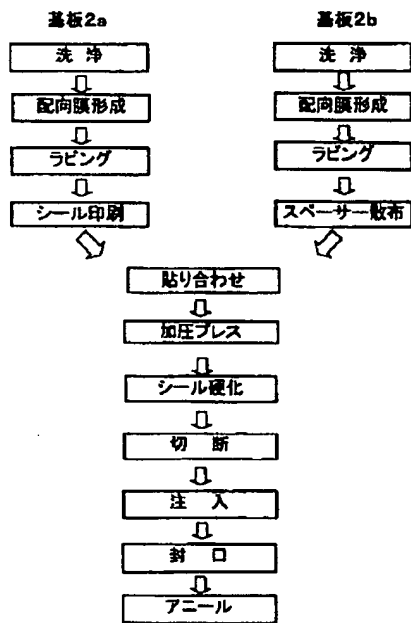 基板2a
基板2b
洗 浄
洗 浄
配向膜形成
配向膜形成
ラビング
ラビング
シール印刷
スペーサー散布
貼り合わせ
加圧プレス
シール硬化
切 断
注 入
封 口
アニール